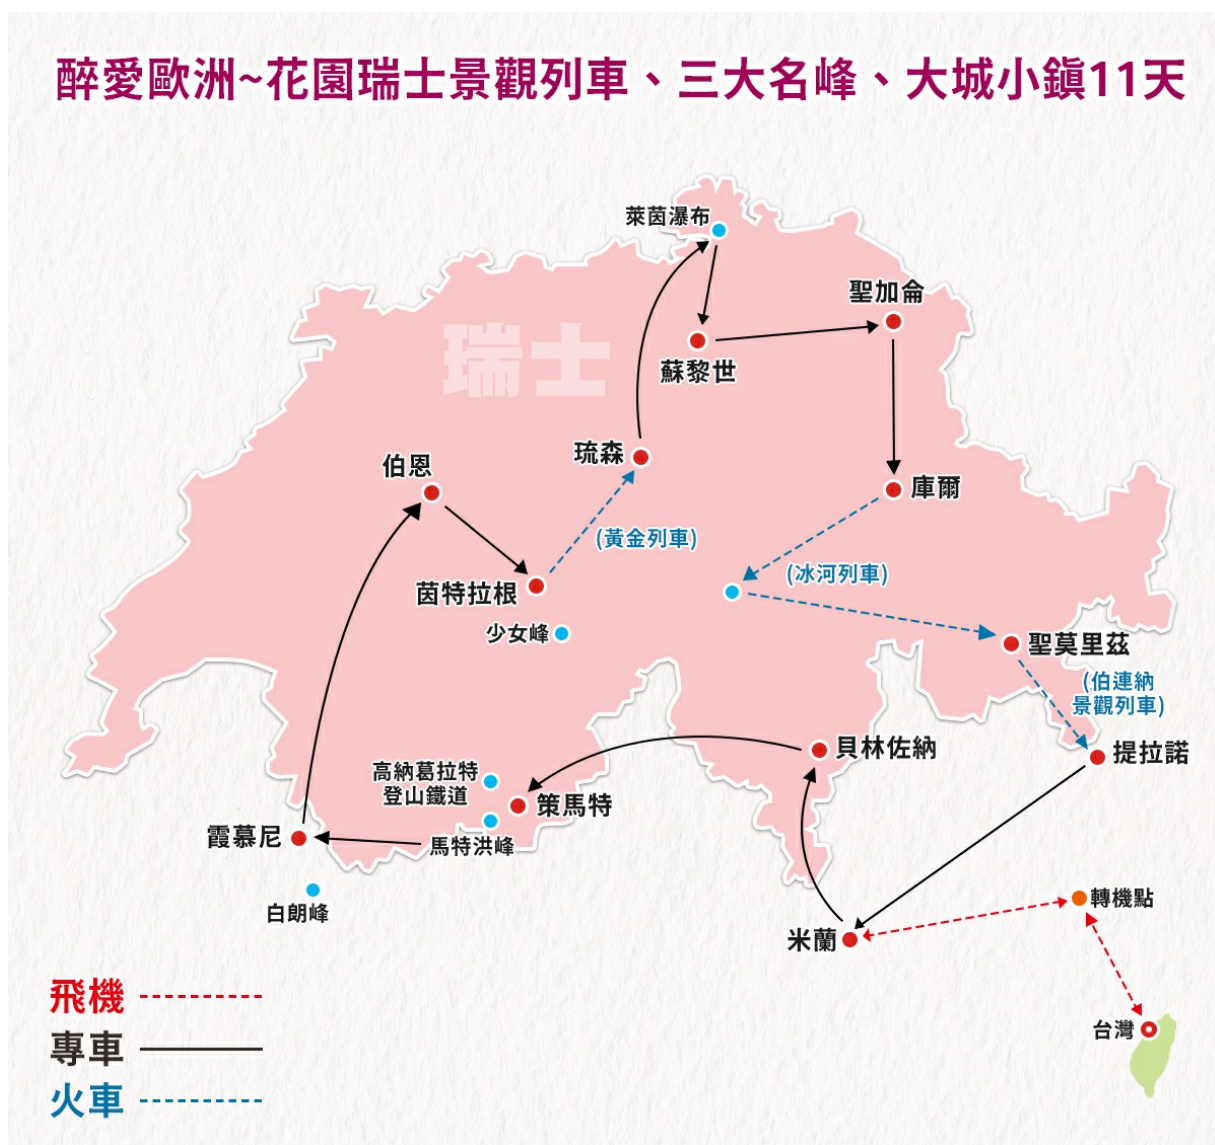 醉愛歐洲~花園瑞士景觀列車、三大名峰、大城小鎮11天
萊茵瀑布
聖加侖
瑞士
蘇黎世
琉森
伯恩
庫爾
(黃金列車)
(冰河列車)
茵特拉根
少女峰
聖莫里茲
(伯連納
景觀列車)
貝林佐納
提拉諾
高納葛拉特
登山鐵道
策馬特
霞慕尼
馬特洪峰
白朗峰
轉機點
米蘭
飛機
台灣
專車
火車